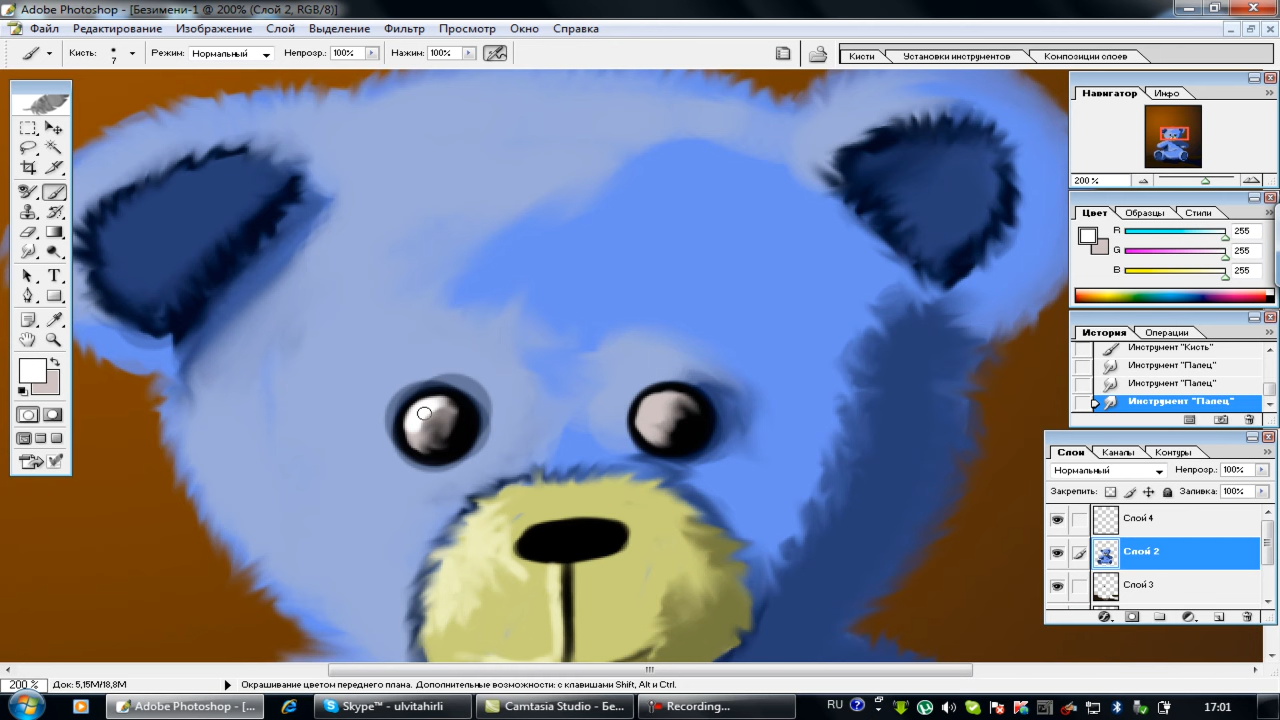 Adobe Photoshop - [Безимени-1 @ 200% (Слой 2, RGB/8)]
Файл Редактирование Изображение Слой Выделение Фильтр Просмотр Окно Справка
Кисть: 7 Режим: Нормальный Непрозр.: 100% Нажим: 100% Кисти Установки инструментов Композиции слоев
Навигатор Инфо
200 %
Цвет Образцы Стили
R 255
G 255
B 255
История Операции
Инструмент "Кисть"
Инструмент "Палец"
Инструмент "Палец"
Инструмент "Палец"
Слои Каналы Контуры
Нормальный Непрозр.: 100%
Закрепить: Заливка: 100%
Слой 4
Слой 2
Слой 3
200 % Док: 5,15M/18,8M Окрашивание цветом переднего плана. Дополнительные возможности: с клавишами Shift, Alt и Ctrl.
Adobe Photoshop - [... Skype™ - ulvitahirli Camtasia Studio - Бе... Recording... RU 17:01